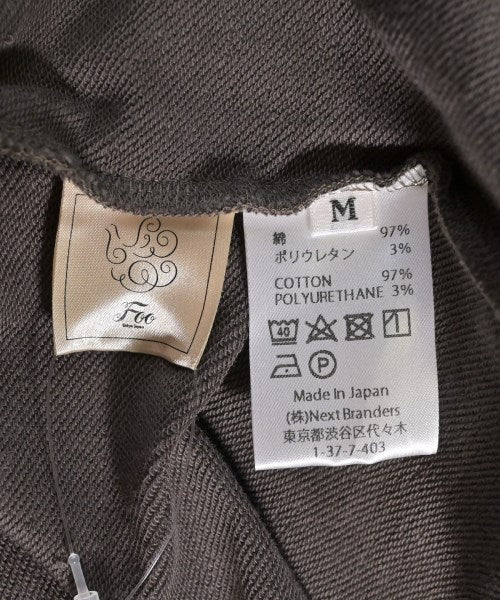 Foo
M
綿 97%
ポリウレタン 3%
COTTON 97%
POLYURETHANE 3%
40
P
Made In Japan
(株)Next Branders
東京都渋谷区代々木
1-37-7-403